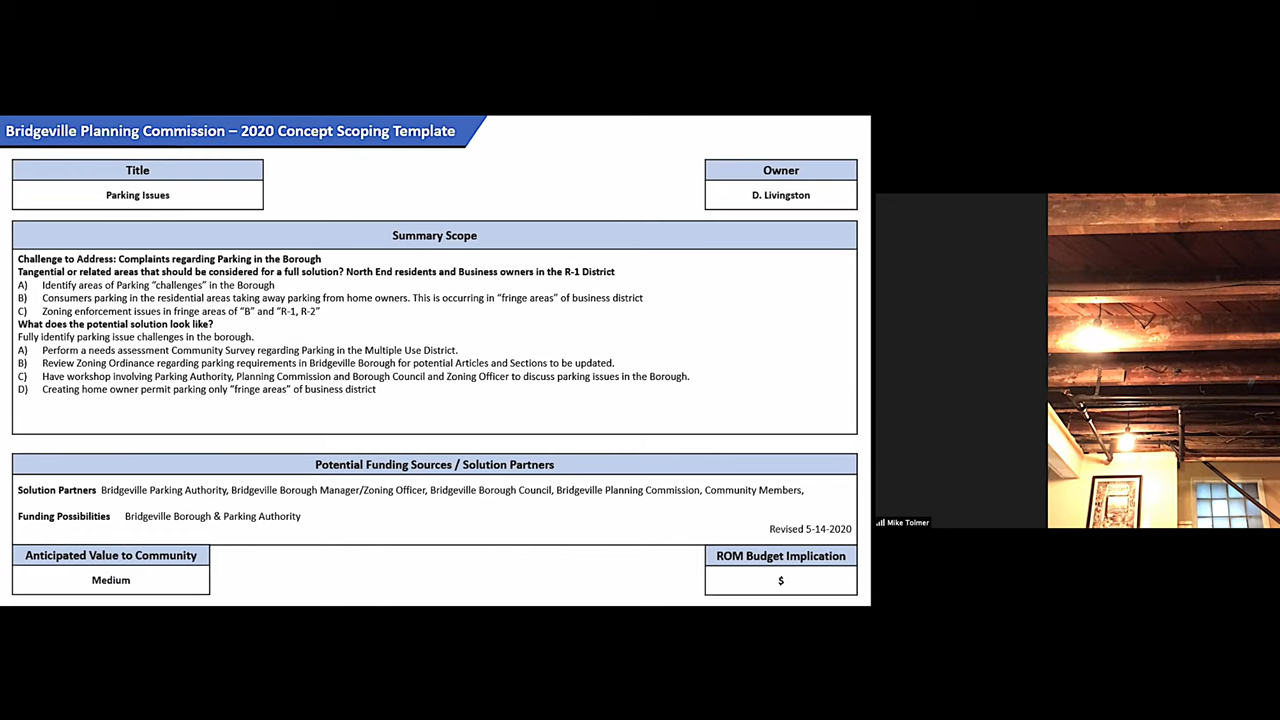 Bridgeville Planning Commission – 2020 Concept Scoping Template
Title
Parking Issues
Owner
D. Livingston
Summary Scope
Challenge to Address: Complaints regarding Parking in the Borough
Tangential or related areas that should be considered for a full solution? North End residents and Business owners in the R-1 District
A) Identify areas of Parking “challenges” in the Borough
B) Consumers parking in the residential areas taking away parking from home owners. This is occurring in “fringe areas” of business district
C) Zoning enforcement issues in fringe areas of “B” and “R-1, R-2”
What does the potential solution look like?
Fully identify parking issue challenges in the borough.
A) Perform a needs assessment Community Survey regarding Parking in the Multiple Use District.
B) Review Zoning Ordinance regarding parking requirements in Bridgeville Borough for potential Articles and Sections to be updated.
C) Have workshop involving Parking Authority, Planning Commission and Borough Council and Zoning Officer to discuss parking issues in the Borough.
D) Creating home owner permit parking only “fringe areas” of business district
Potential Funding Sources / Solution Partners
Solution Partners Bridgeville Parking Authority, Bridgeville Borough Manager/Zoning Officer, Bridgeville Borough Council, Bridgeville Planning Commission, Community Members,
Funding Possibilities Bridgeville Borough & Parking Authority
Revised 5-14-2020
Anticipated Value to Community
Medium
ROM Budget Implication
$
Mike Tolmer